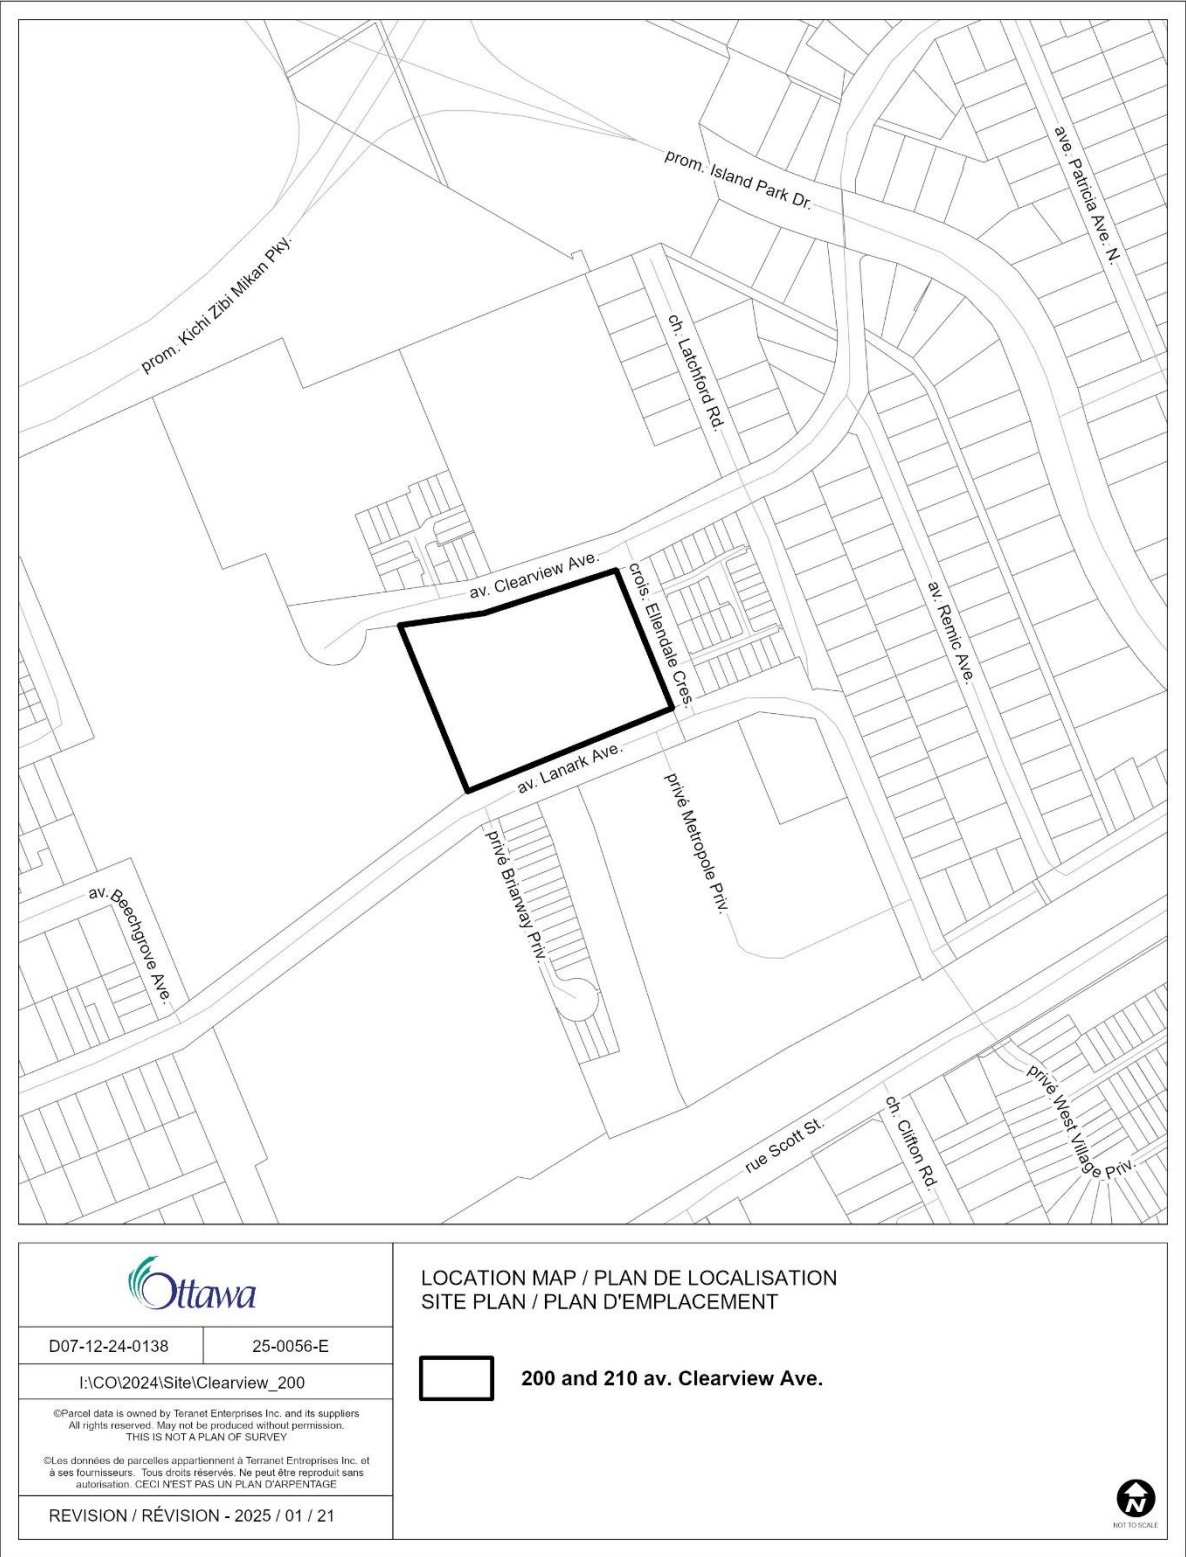 prom. Island Park Dr.
ave. Patricia Ave. N.
prom. Kichi Zibi Mikan Pky.
ch. Latchford Rd.
av. Clearview Ave.
crois. Ellendale Cres.
av. Remic Ave.
av. Lanark Ave.
privé Metropole Priv.
privé Briarway Priv.
av. Beechgrove Ave.
privé West Village Priv.
ch. Clifton Rd.
rue Scott St.
Ottawa
D07-12-24-0138
25-0056-E
I:\CO\2024\Site\Clearview_200
©Parcel data is owned by Teranet Enterprises Inc. and its suppliers
All rights reserved. May not be produced without permission.
THIS IS NOT A PLAN OF SURVEY
©Les données de parcelles appartiennent à Terranet Entreprises Inc. et
à ses fournisseurs. Tous droits réservés. Ne peut être reproduit sans
autorisation. CECI N'EST PAS UN PLAN D'ARPENTAGE
REVISION / RÉVISION - 2025 / 01 / 21
LOCATION MAP / PLAN DE LOCALISATION
SITE PLAN / PLAN D'EMPLACEMENT
200 and 210 av. Clearview Ave.
N
NOT TO SCALE